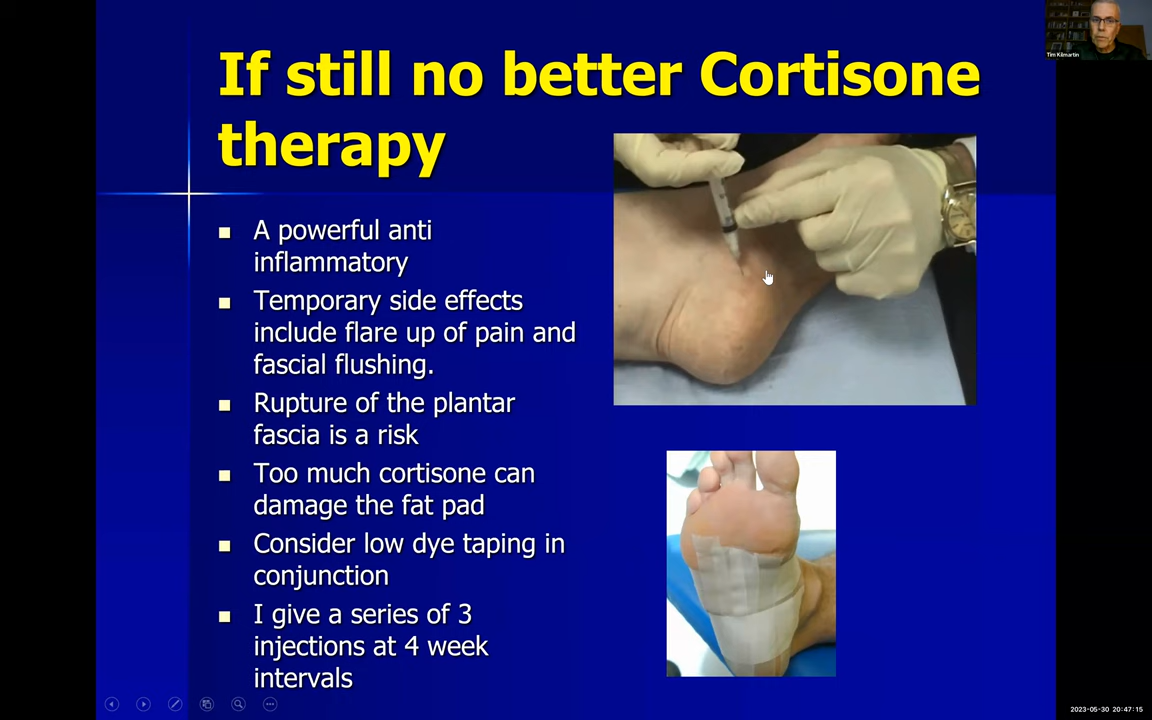 If still no better Cortisone
therapy
A powerful anti
inflammatory
Temporary side effects
include flare up of pain and
fascial flushing.
Rupture of the plantar
fascia is a risk
Too much cortisone can
damage the fat pad
Consider low dye taping in
conjunction
I give a series of 3
injections at 4 week
intervals
Tim Kilmartin
2023-05-30 20:47:15